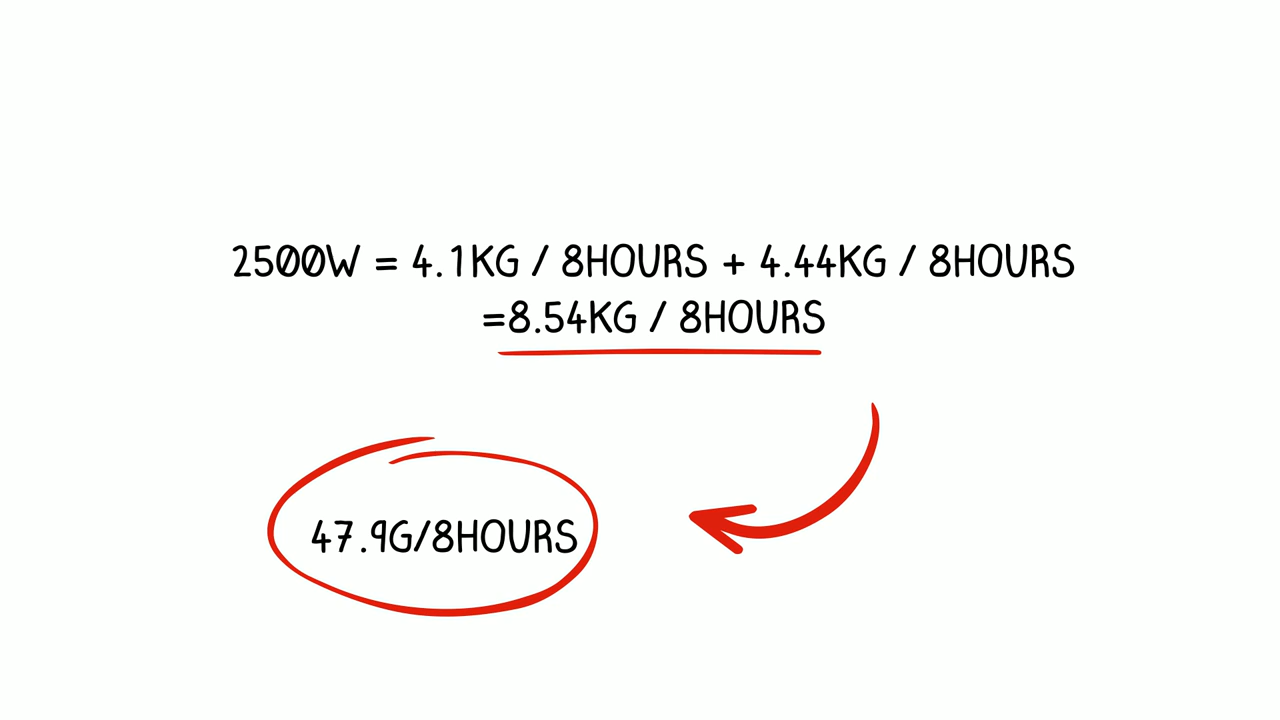 2500W = 4.1KG / 8HOURS + 4.44KG / 8HOURS
=8.54KG / 8HOURS
47.9G/8HOURS